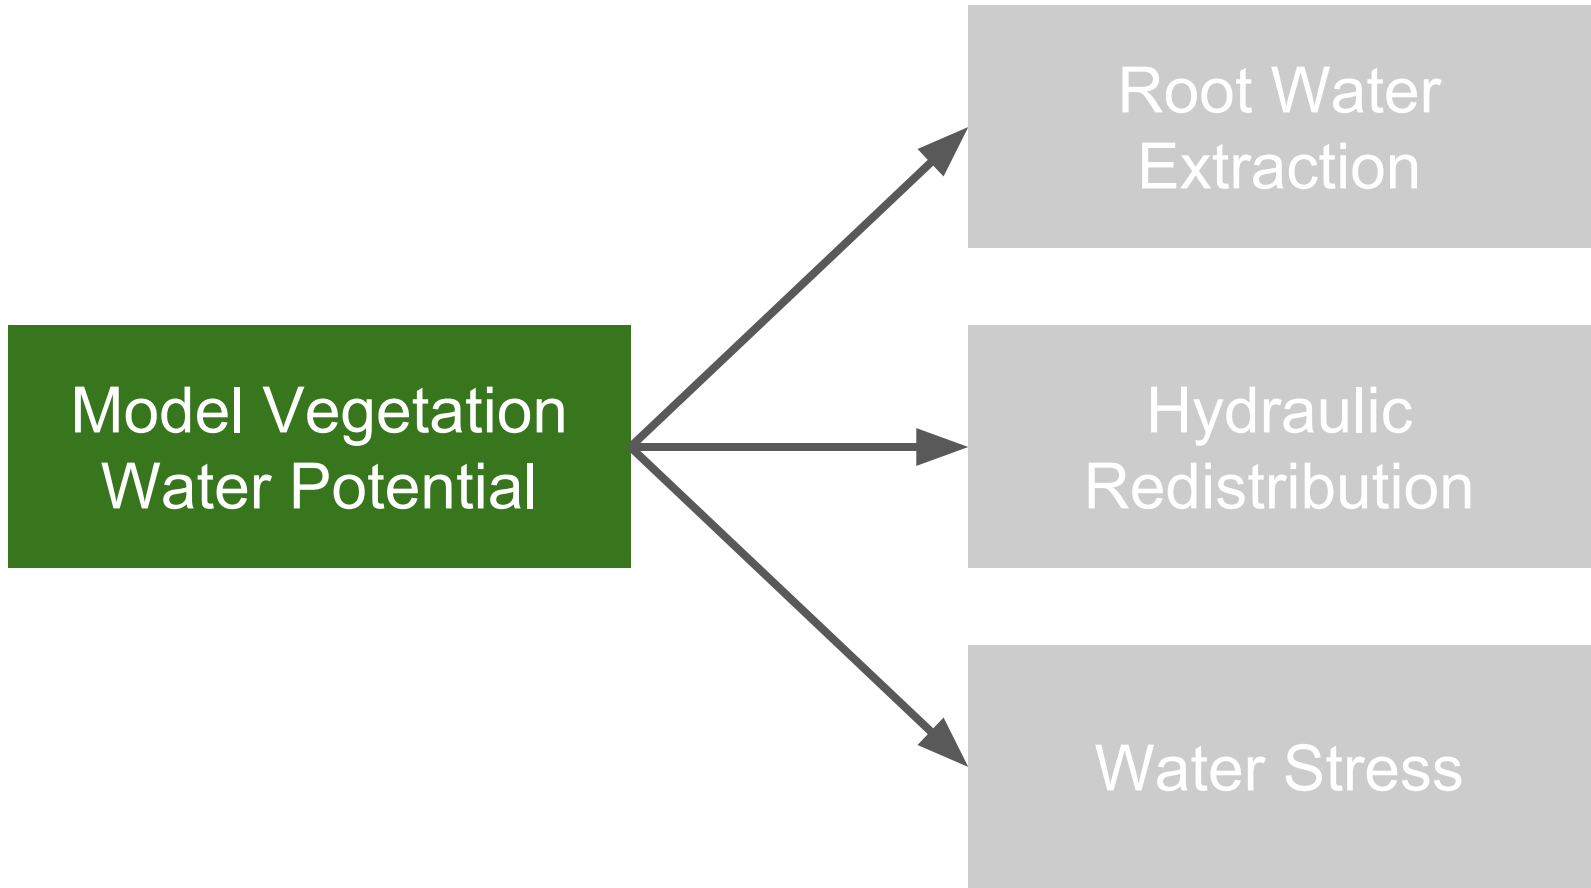 Root Water
Extraction
Model Vegetation
Water Potential
Hydraulic
Redistribution
Water Stress